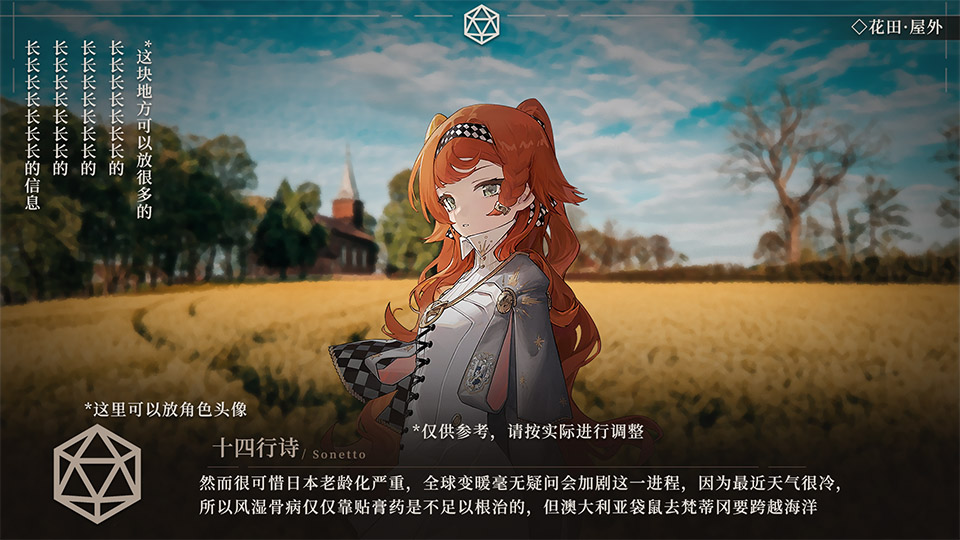 ◇花田·屋外
*这块地方可以放很多的
长长长长长长长的
长长长长长长长的
长长长长长长长的
长长长长长长长的信息
*这里可以放角色头像
*仅供参考，请按实际进行调整
十四行诗/ Sonetto
然而很可惜日本老龄化严重，全球变暖毫无疑问会加剧这一进程，因为最近天气很冷，
所以风湿骨病仅仅靠贴膏药是不足以根治的，但澳大利亚袋鼠去梵蒂冈要跨越海洋